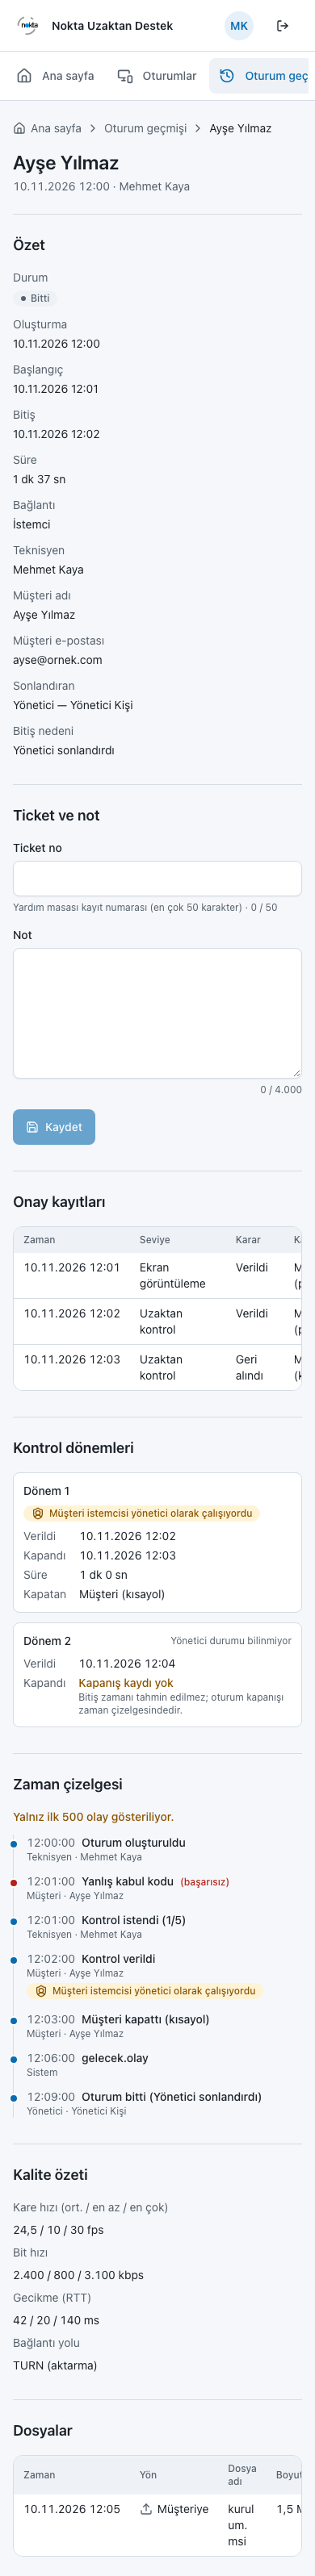 nokta Nokta Uzaktan Destek MK
Ana sayfa Oturumlar Oturum geç
Ana sayfa > Oturum geçmişi > Ayşe Yılmaz
Ayşe Yılmaz
10.11.2026 12:00 · Mehmet Kaya
Özet
Durum
Bitti
Oluşturma
10.11.2026 12:00
Başlangıç
10.11.2026 12:01
Bitiş
10.11.2026 12:02
Süre
1 dk 37 sn
Bağlantı
İstemci
Teknisyen
Mehmet Kaya
Müşteri adı
Ayşe Yılmaz
Müşteri e-postası
ayse@ornek.com
Sonlandıran
Yönetici — Yönetici Kişi
Bitiş nedeni
Yönetici sonlandırdı
Ticket ve not
Ticket no
Yardım masası kayıt numarası (en çok 50 karakter) · 0 / 50
Not
0 / 4.000
Kaydet
Onay kayıtları
Zaman Seviye Karar
10.11.2026 12:01 Ekran Verildi
görüntüleme
10.11.2026 12:02 Uzaktan Verildi
kontrol
10.11.2026 12:03 Uzaktan Geri
kontrol alındı
Kontrol dönemleri
Dönem 1
Müşteri istemcisi yönetici olarak çalışıyordu
Verildi 10.11.2026 12:02
Kapandı 10.11.2026 12:03
Süre 1 dk 0 sn
Kapatan Müşteri (kısayol)
Dönem 2 Yönetici durumu bilinmiyor
Verildi 10.11.2026 12:04
Kapandı Kapanış kaydı yok
Bitiş zamanı tahmin edilmez; oturum kapanışı
zaman çizelgesindedir.
Zaman çizelgesi
Yalnız ilk 500 olay gösteriliyor.
12:00:00 Oturum oluşturuldu
Teknisyen · Mehmet Kaya
12:01:00 Yanlış kabul kodu (başarısız)
Müşteri · Ayşe Yılmaz
12:01:00 Kontrol istendi (1/5)
Teknisyen · Mehmet Kaya
12:02:00 Kontrol verildi
Müşteri · Ayşe Yılmaz
Müşteri istemcisi yönetici olarak çalışıyordu
12:03:00 Müşteri kapattı (kısayol)
Müşteri · Ayşe Yılmaz
12:06:00 gelecek.olay
Sistem
12:09:00 Oturum bitti (Yönetici sonlandırdı)
Yönetici · Yönetici Kişi
Kalite özeti
Kare hızı (ort. / en az / en çok)
24,5 / 10 / 30 fps
Bit hızı
2.400 / 800 / 3.100 kbps
Gecikme (RTT)
42 / 20 / 140 ms
Bağlantı yolu
TURN (aktarma)
Dosyalar
Zaman Yön Dosya adı Boyut
10.11.2026 12:05 Müşteriye kurul 1,5
um.
msi